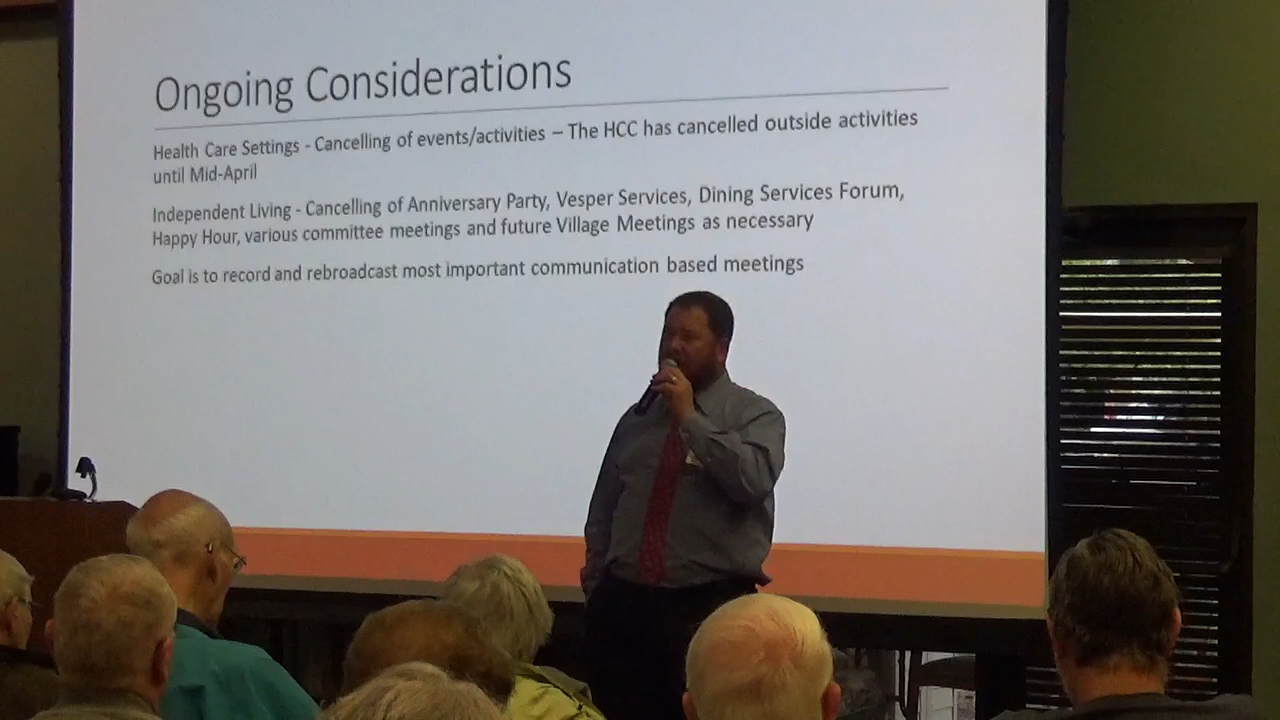 Ongoing Considerations
Health Care Settings - Cancelling of events/activities – The HCC has cancelled outside activities
until Mid-April
Independent Living - Cancelling of Anniversary Party, Vesper Services, Dining Services Forum,
Happy Hour, various committee meetings and future Village Meetings as necessary
Goal is to record and rebroadcast most important communication based meetings